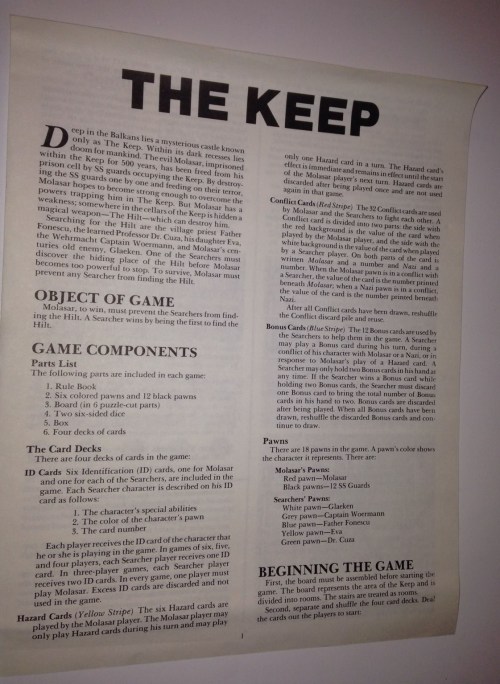 THE KEEP
Deep in the Balkans lies a mysterious castle known
only as The Keep. Within its dark recesses lies
doom for mankind. The evil Molasar, imprisoned
within the Keep for 500 years, has been freed from his
prison cell by SS guards occupying the Keep. By destroy-
ing the SS guards one by one and feeding on their terror,
Molasar hopes to become strong enough to overcome the
powers trapping him in The Keep. But Molasar has a
weakness; somewhere in the cellars of the Keep is hidden a
magical weapon—The Hilt—which can destroy him.
Searching for the Hilt are the village priest Father
Fonescu, the learned Professor Dr. Cuza, his daughter Eva,
the Wehrmacht Captain Woermann, and Molasar's cen-
turies old enemy, Glaeken. One of the Searchers must
discover the hiding place of the Hilt before Molasar
becomes too powerful to stop. To survive, Molasar must
prevent any Searcher from finding the Hilt.
OBJECT OF GAME
Molasar, to win, must prevent the Searchers from find-
ing the Hilt. A Searcher wins by being the first to find the
Hilt.
GAME COMPONENTS
Parts List
The following parts are included in each game:
1. Rule Book
2. Six colored pawns and 12 black pawns
3. Board (in 6 puzzle-cut parts)
4. Two six-sided dice
5. Box
6. Four decks of cards
The Card Decks
There are four decks of cards in the game:
ID Cards Six Identification (ID) cards, one for Molasar
and one for each of the Searchers, are included in the
game. Each Searcher character is described on his ID
card as follows:
1. The character's special abilities
2. The color of the character's pawn
3. The card number
Each player receives the ID card of the character that
he or she is playing in the game. In games of six, five,
and four players, each Searcher player receives one ID
card. In three-player games, each Searcher player
receives two ID cards. In every game, one player must
play Molasar. Excess ID cards are discarded and not
used in the game.
Hazard Cards (Yellow Stripe) The six Hazard cards are
played by the Molasar player. The Molasar player may
only play Hazard cards during his turn and may play
only one Hazard card in a turn. The Hazard card's
effect is immediate and remains in effect until the start
of the Molasar player's next turn. Hazard cards are
discarded after being played once and are not used
again in that game.
Conflict Cards (Red Stripe) The 32 Conflict cards are used
by Molasar and the Searchers to fight each other. A
Conflict card is divided into two parts: the side with
the red background is the value of the card when
played by the Molasar player, and the side with the
white background is the value of the card when played
by a Searcher player. On both parts of the card is
written Molasar and a number and Nazi and a
number. When the Molasar pawn is in a conflict with
a Searcher, the value of the card is the number printed
beneath Molasar; when a Nazi pawn is in a conflict,
the value of the card is the number printed beneath
Nazi.
After all Conflict cards have been drawn, reshuffle
the Conflict discard pile and reuse.
Bonus Cards (Blue Stripe) The 12 Bonus cards are used by
the Searchers to help them in the game. A Searcher
may play a Bonus card during his turn, during a
conflict of his character with Molasar or a Nazi, or in
response to Molasar's play of a Hazard card. A
Searcher may only hold two Bonus cards in his hand at
any time. If the Searcher wins a Bonus card while
holding two Bonus cards, the Searcher must discard
one Bonus card to bring the total number of Bonus
cards in his hand to two. Bonus cards are discarded
after being played. When all Bonus cards have been
drawn, reshuffle the discarded Bonus cards and con-
tinue to draw.
Pawns
There are 18 pawns in the game. A pawn's color shows
the character it represents. There are:
Molasar's Pawns:
Red pawn—Molasar
Black pawns—12 SS Guards
Searchers' Pawns:
White pawn—Glaeken
Grey pawn—Captain Woermann
Blue pawn—Father Fonescu
Yellow pawn—Eva
Green pawn—Dr. Cuza
BEGINNING THE GAME
First, the board must be assembled before starting the
game. The board represents the area of the Keep and is
divided into rooms. The stairs are treated as rooms.
Second, separate and shuffle the four card decks. Deal
the cards out the players to start:
1